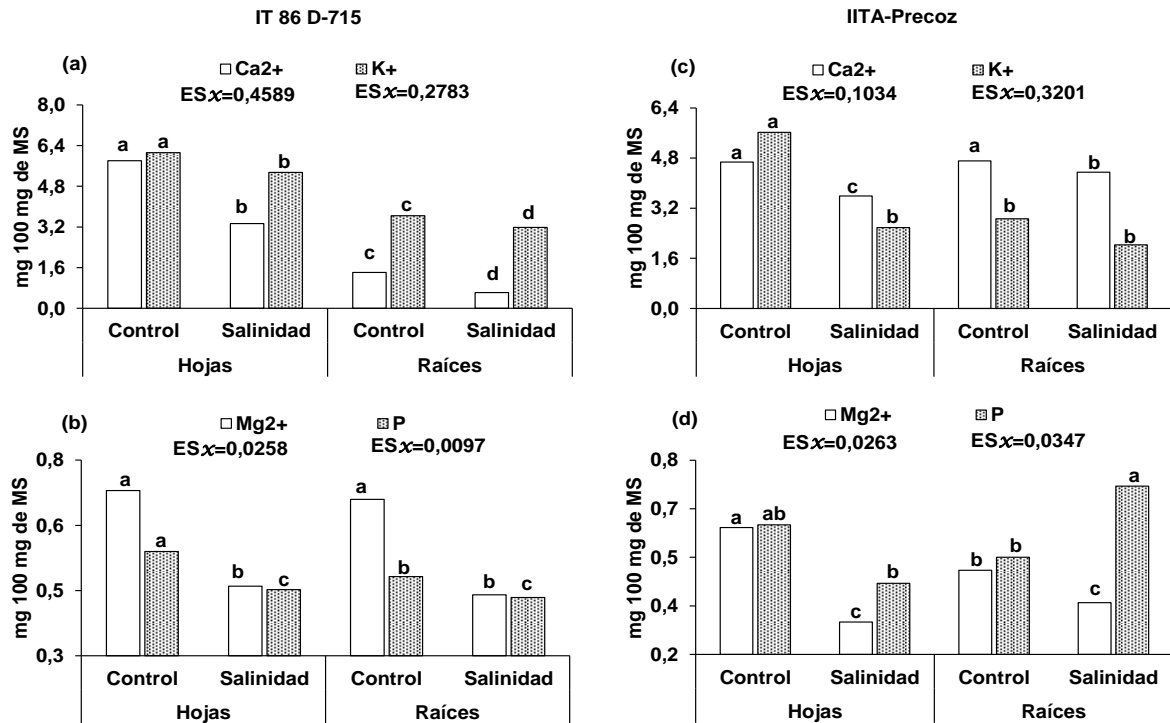 IT 86 D-715
IITA-Precoz
(a)
Ca2+ K+
ES𝓍=0,4589 ES𝓍=0,2783
mg 100 mg de MS
8,0
6,4
4,8
3,2
1,6
0,0
a a
b b
c c
d d
Control Salinidad Control Salinidad
Hojas Raíces
(c)
Ca2+ K+
ES𝓍=0,1034 ES𝓍=0,3201
mg 100 mg de MS
6,4
4,8
3,2
1,6
0,0
a a
c b
a b
b b
Control Salinidad Control Salinidad
Hojas Raíces
(b)
Mg2+ P
ES𝓍=0,0258 ES𝓍=0,0097
mg 100 mg de MS
0,8
0,6
0,5
0,3
a a
b c
a b
b c
Control Salinidad Control Salinidad
Hojas Raíces
(d)
Mg2+ P
ES𝓍=0,0263 ES𝓍=0,0347
mg 100 mg de MS
0,8
0,7
0,5
0,4
0,2
a ab
c b
b b
c a
Control Salinidad Control Salinidad
Hojas Raíces